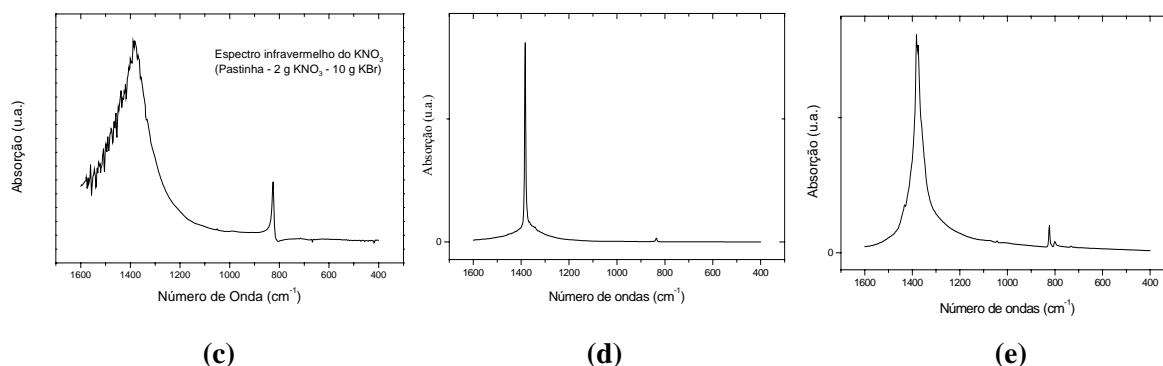 Espectro infravermelho do KNO₃
(Pastinha - 2 g KNO₃ - 10 g KBr)
Absorção (u.a.)
1600 1400 1200 1000 800 600 400
Número de Onda (cm⁻¹)
(c)
Absorção (u.a.)
0
1600 1400 1200 1000 800 600 400
Número de ondas (cm⁻¹)
(d)
Absorção (u.a.)
0
1600 1400 1200 1000 800 600 400
Número de ondas (cm⁻¹)
(e)